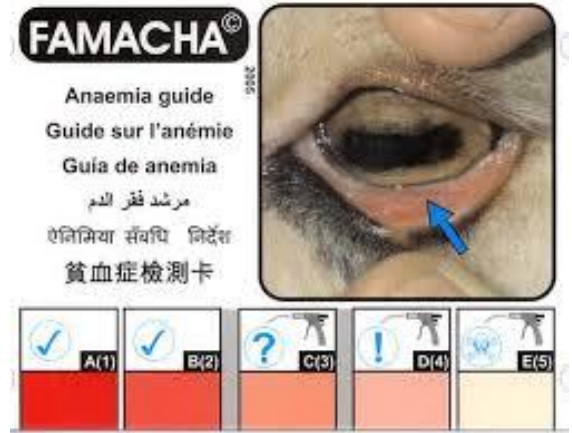 FAMACHA©
2005
Anaemia guide
Guide sur l'anémie
Guía de anemia
مرشد فقر الدم
ऐनिमिया सँबधि निर्देश
貧血症檢測卡
✓ A(1)
✓ B(2)
? C(3)
! D(4)
E(5)